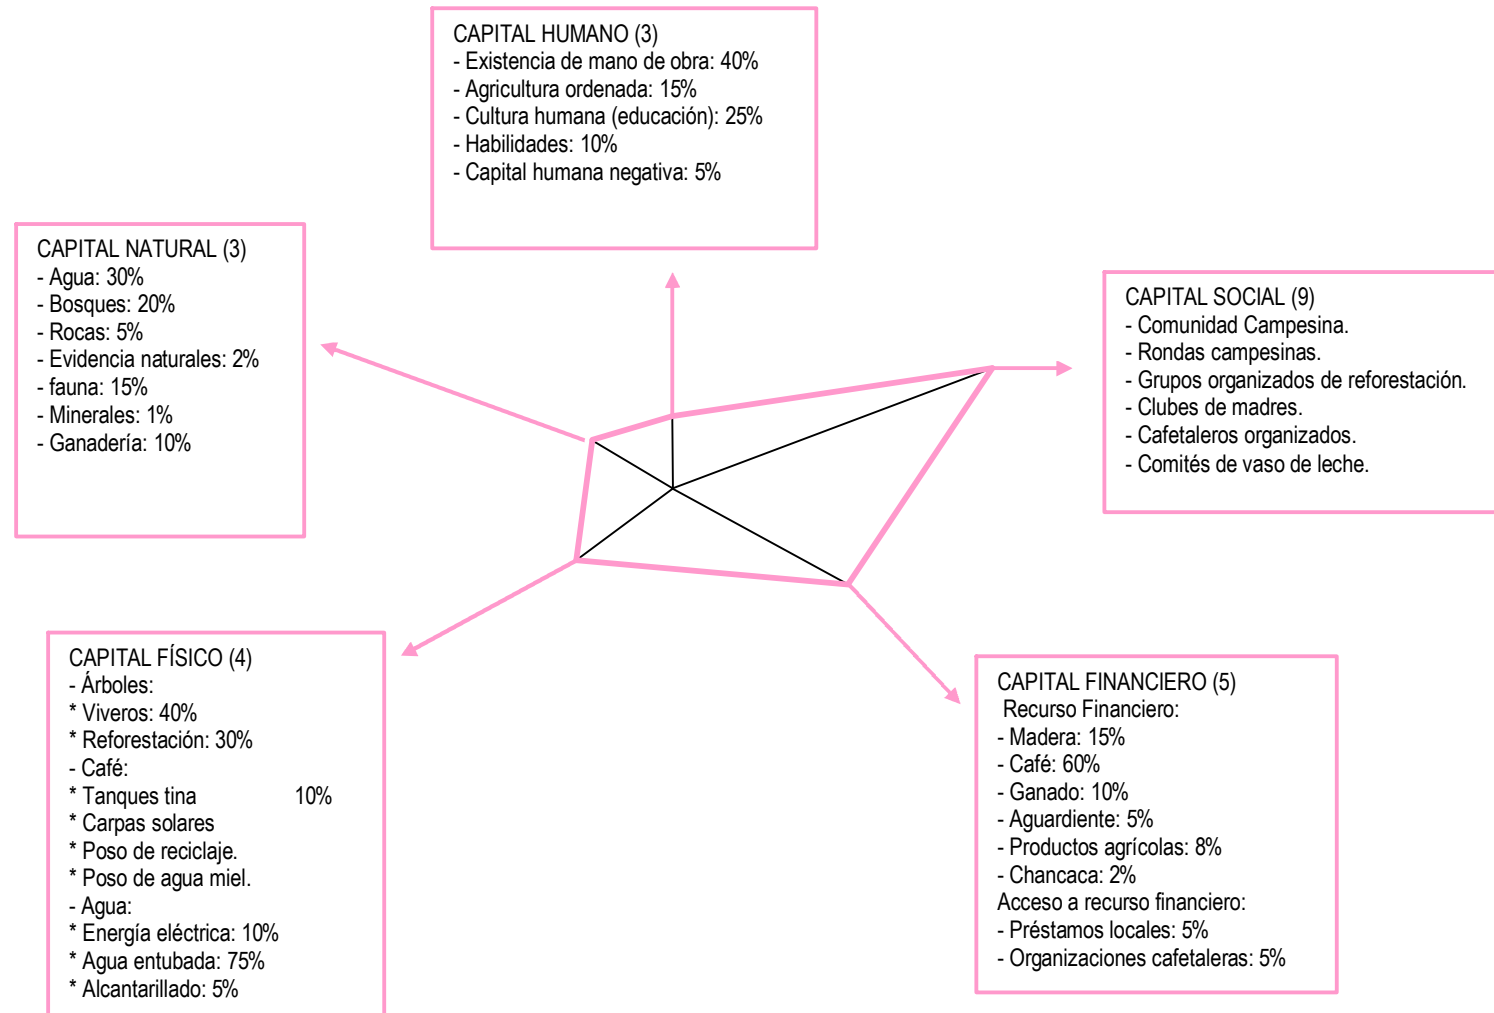 CAPITAL HUMANO (3)
- Existencia de mano de obra: 40%
- Agricultura ordenada: 15%
- Cultura humana (educación): 25%
- Habilidades: 10%
- Capital humana negativa: 5%
CAPITAL NATURAL (3)
- Agua: 30%
- Bosques: 20%
- Rocas: 5%
- Evidencia naturales: 2%
- fauna: 15%
- Minerales: 1%
- Ganadería: 10%
CAPITAL SOCIAL (9)
- Comunidad Campesina.
- Rondas campesinas.
- Grupos organizados de reforestación.
- Clubes de madres.
- Cafetaleros organizados.
- Comités de vaso de leche.
CAPITAL FÍSICO (4)
- Árboles:
* Viveros: 40%
* Reforestación: 30%
- Café:
* Tanques tina 10%
* Carpas solares
* Poso de reciclaje.
* Poso de agua miel.
- Agua:
* Energía eléctrica: 10%
* Agua entubada: 75%
* Alcantarillado: 5%
CAPITAL FINANCIERO (5)
Recurso Financiero:
- Madera: 15%
- Café: 60%
- Ganado: 10%
- Aguardiente: 5%
- Productos agrícolas: 8%
- Chancaca: 2%
Acceso a recurso financiero:
- Préstamos locales: 5%
- Organizaciones cafetaleras: 5%